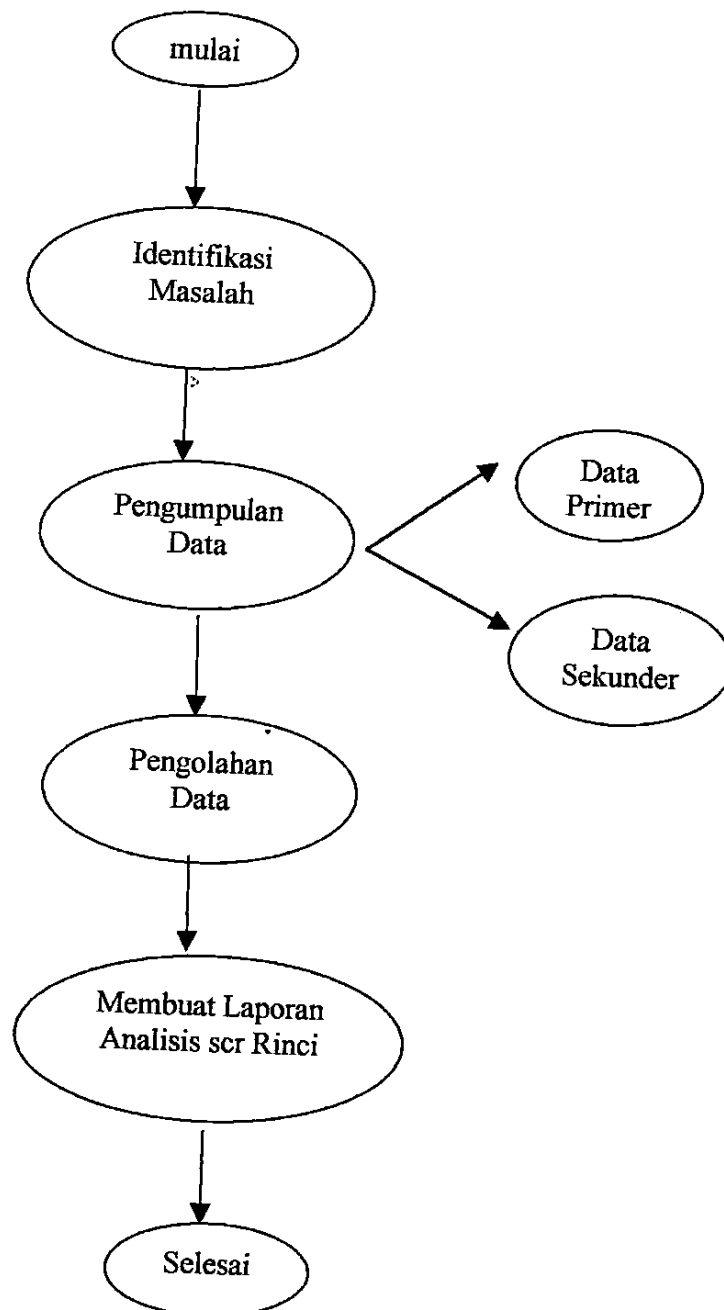 mulai
Identifikasi
Masalah
Pengumpulan
Data
Data
Primer
Data
Sekunder
Pengolahan
Data
Membuat Laporan
Analisis scr Rinci
Selesai